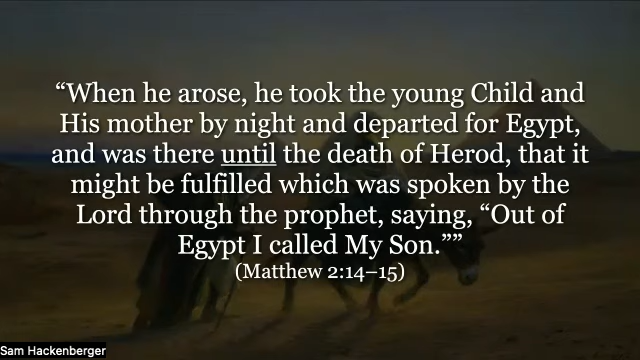 “When he arose, he took the young Child and
His mother by night and departed for Egypt,
and was there until the death of Herod, that it
might be fulfilled which was spoken by the
Lord through the prophet, saying, “Out of
Egypt I called My Son.””
(Matthew 2:14–15)
Sam Hackenberger